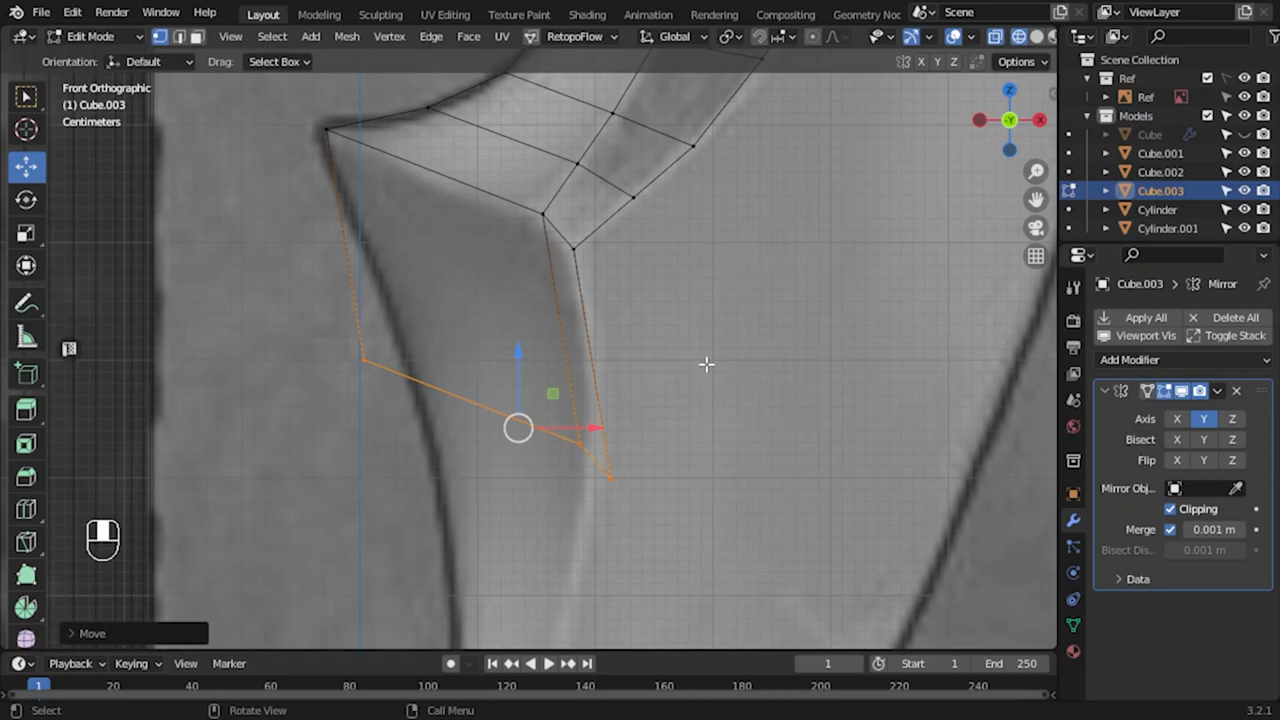 File Edit Render Window Help Layout Modeling Sculpting UV Editing Texture Paint Shading Animation Rendering Compositing Geometry Noc Scene ViewLayer
Edit Mode View Select Add Mesh Vertex Edge Face UV RetopoFlow Global
Orientation: Default Drag: Select Box X Y Z Options
Front Orthographic
(1) Cube.003
Centimeters
Z
-Y
X
Scene Collection
Ref
Ref
Models
Cube
Cube.001
Cube.002
Cube.003
Cylinder
Cylinder.001
Cube.003 > Mirror
Apply All Delete All
Viewport Vis Toggle Stack
Add Modifier
Axis X Y Z
Bisect X Y Z
Flip X Y Z
Mirror Obj...
Clipping
Merge 0.001 m
Bisect Dis... 0.001 m
Data
Move
Playback Keying View Marker 1 Start 1 End 250
1 20 40 60 80 100 120 140 160 180 200 220 240
Select Rotate View Call Menu 3.2.1